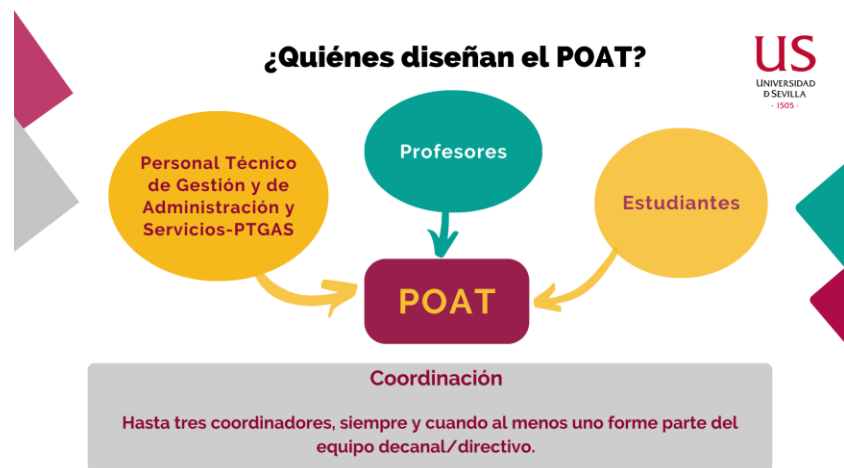 ¿Quiénes diseñan el POAT?
US
UNIVERSIDAD
D SEVILLA
· 1505 ·
Personal Técnico
de Gestión y de
Administración y
Servicios-PTGAS
Profesores
Estudiantes
POAT
Coordinación
Hasta tres coordinadores, siempre y cuando al menos uno forme parte del
equipo decanal/directivo.